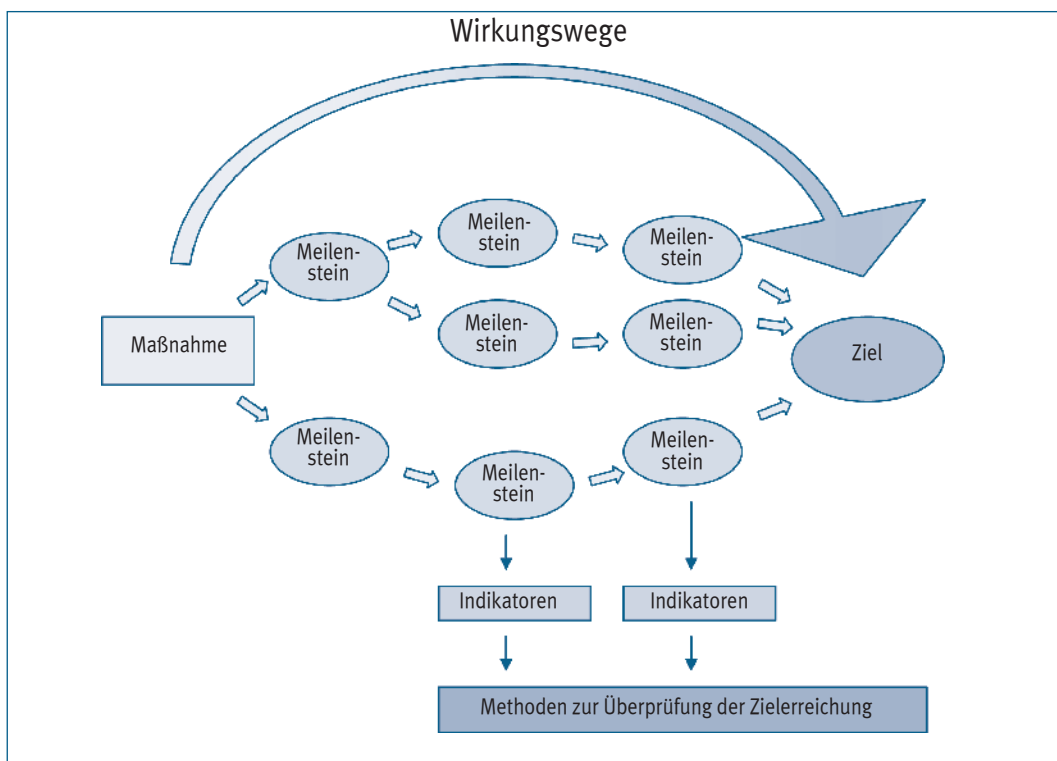 Wirkungswege
Meilen-
stein
Meilen-
stein
Meilen-
stein
Meilen-
stein
Meilen-
stein
Maßnahme
Ziel
Meilen-
stein
Meilen-
stein
Meilen-
stein
Indikatoren
Indikatoren
Methoden zur Überprüfung der Zielerreichung